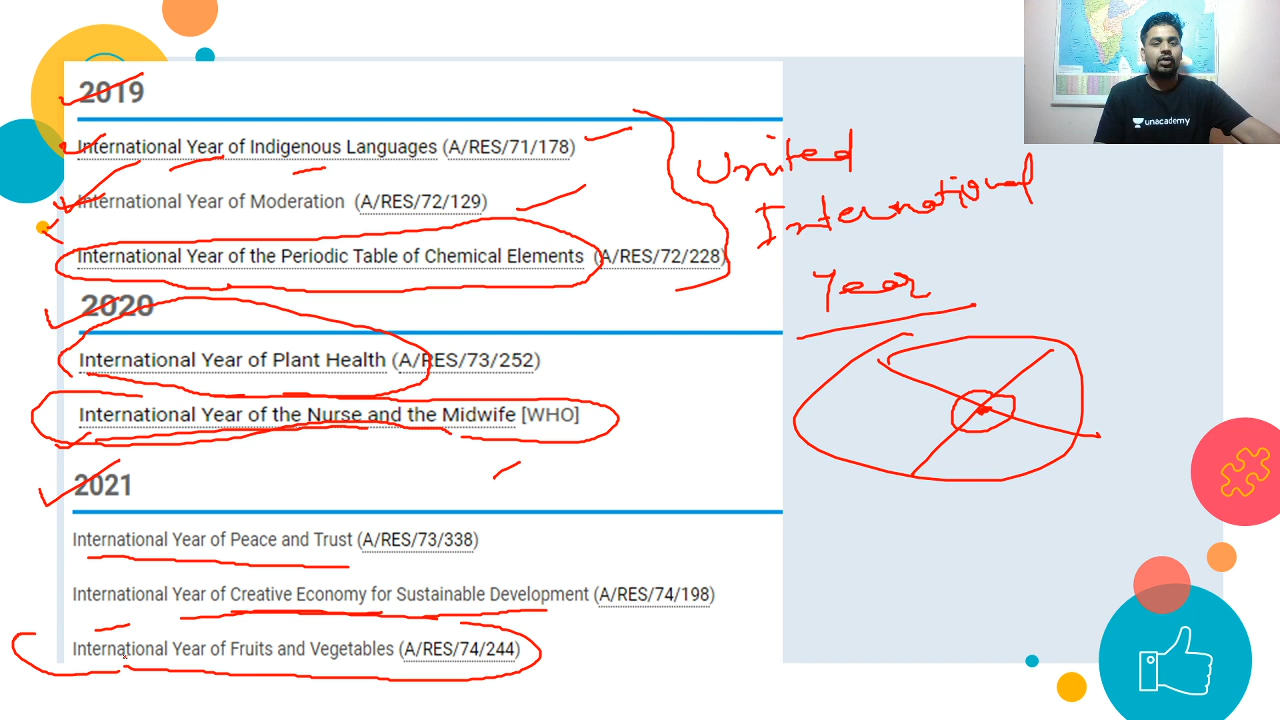 2019
International Year of Indigenous Languages (A/RES/71/178)
International Year of Moderation (A/RES/72/129)
International Year of the Periodic Table of Chemical Elements (A/RES/72/228)
2020
International Year of Plant Health (A/RES/73/252)
International Year of the Nurse and the Midwife [WHO]
2021
International Year of Peace and Trust (A/RES/73/338)
International Year of Creative Economy for Sustainable Development (A/RES/74/198)
International Year of Fruits and Vegetables (A/RES/74/244)
United
International
Year
unacademy